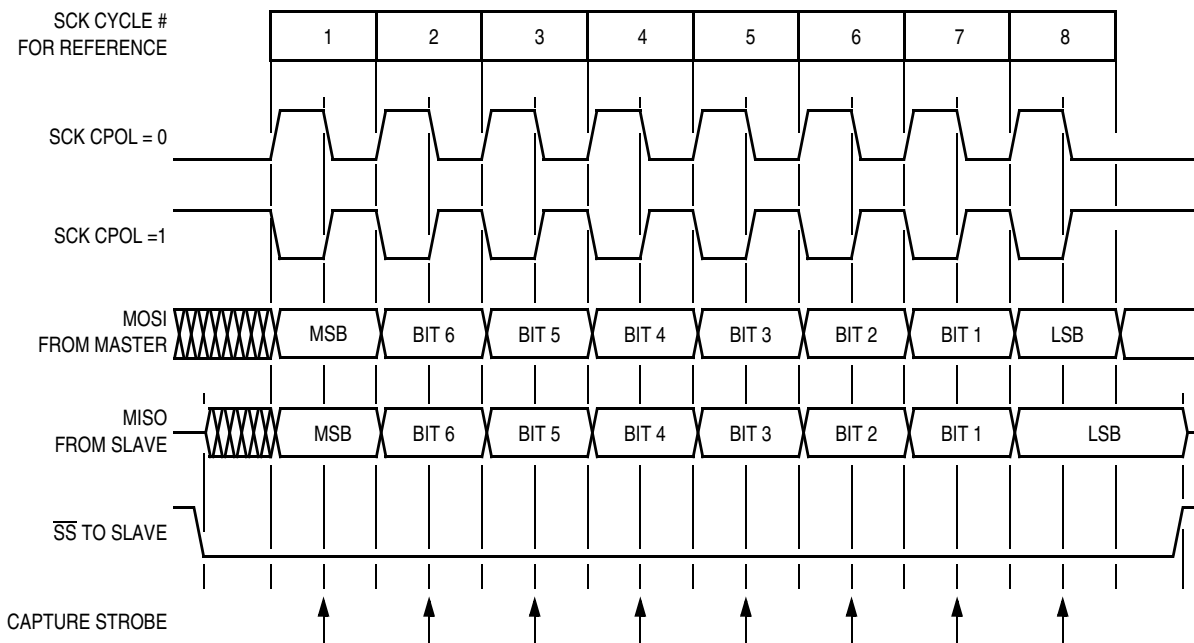 SCK CYCLE #
FOR REFERENCE
1 2 3 4 5 6 7 8
SCK CPOL = 0
SCK CPOL =1
MOSI
FROM MASTER
MSB BIT 6 BIT 5 BIT 4 BIT 3 BIT 2 BIT 1 LSB
MISO
FROM SLAVE
MSB BIT 6 BIT 5 BIT 4 BIT 3 BIT 2 BIT 1 LSB
SS TO SLAVE
CAPTURE STROBE